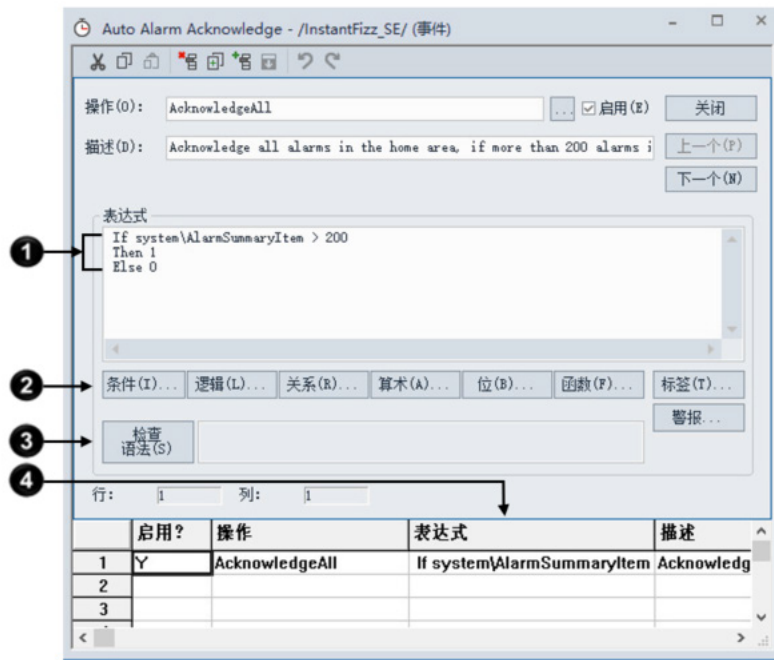 Auto Alarm Acknowledge - /InstantFizz_SE/ (事件)
操作(O): AcknowledgeAll ... 启用(E) 关闭
描述(D): Acknowledge all alarms in the home area, if more than 200 alarms i 上一个(P)
下一个(N)
表达式
1 If system\AlarmSummaryItem > 200
Then 1
Else 0
2 条件(I)... 逻辑(L)... 关系(R)... 算术(A)... 位(B)... 函数(F)... 标签(T)...
警报...
3 检查
语法(S)
4
行: 1 列: 1
启用? 操作 表达式 描述
1 Y AcknowledgeAll If system\AlarmSummaryItem Acknowledg
2
3